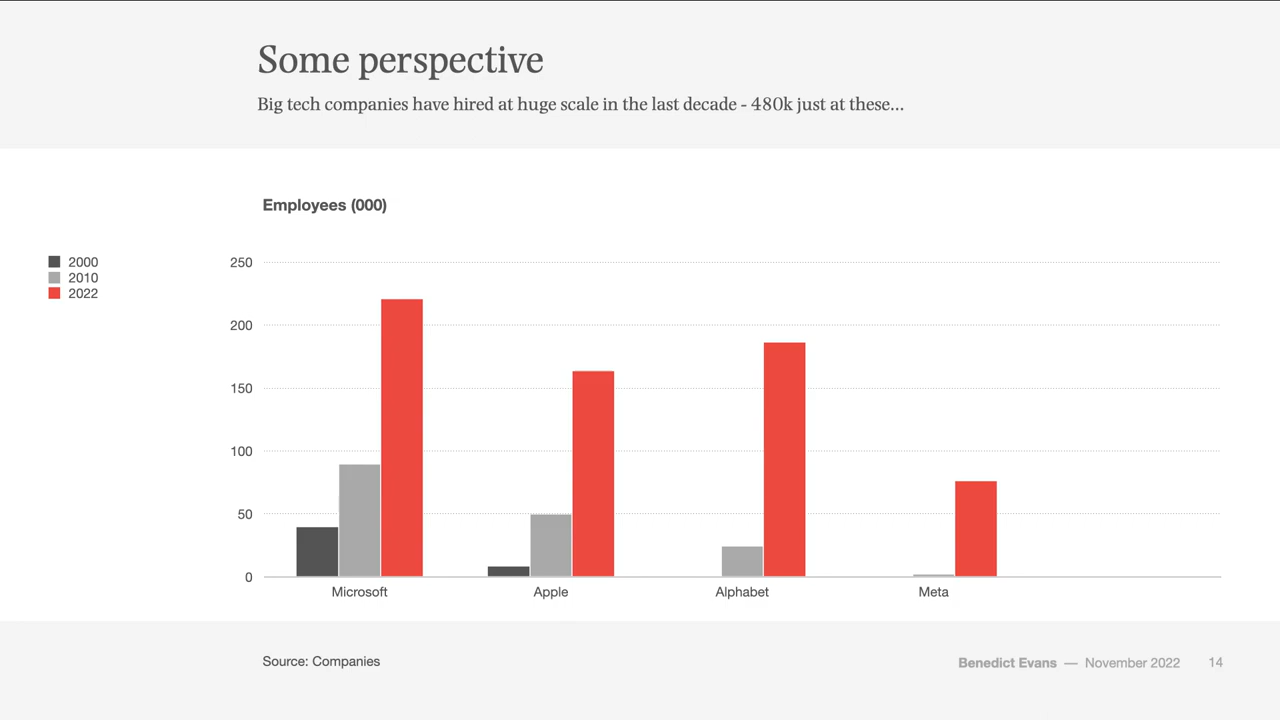 Some perspective
Big tech companies have hired at huge scale in the last decade - 480k just at these...
Employees (000)
2000
2010
2022
250
200
150
100
50
0
Microsoft Apple Alphabet Meta
Source: Companies
Benedict Evans — November 2022 14